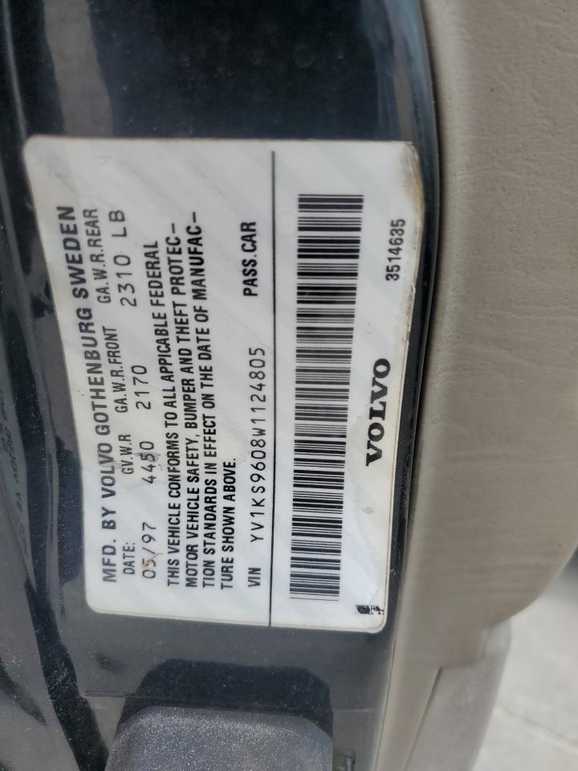 MFD. BY VOLVO GOTHENBURG SWEDEN
DATE: GV.W.R GA.W.R.FRONT GA.W.R.REAR
05/97 4450 2170 2310 LB
THIS VEHICLE CONFORMS TO ALL APPICABLE FEDERAL
MOTOR VEHICLE SAFETY, BUMPER AND THEFT PROTEC-
TION STANDARDS IN EFFECT ON THE DATE OF MANUFAC-
TURE SHOWN ABOVE.
VIN YV1KS9608W1124805 PASS.CAR
VOLVO 3514635